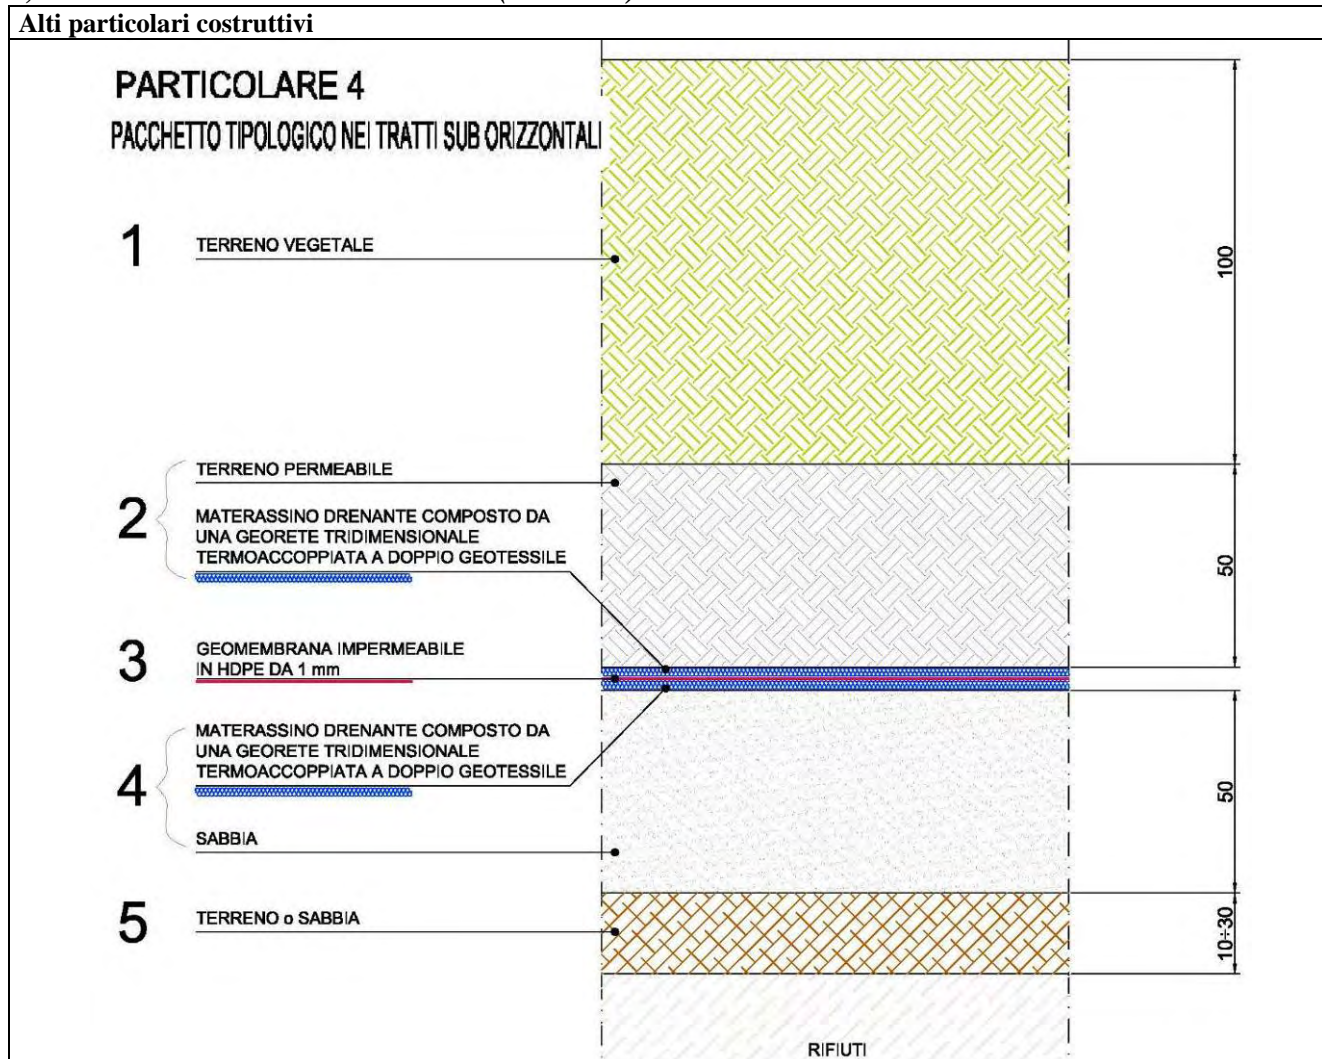 Alti particolari costruttivi
PARTICOLARE 4
PACCHETTO TIPOLOGICO NEI TRATTI SUB ORIZZONTALI
1
TERRENO VEGETALE
100
2
TERRENO PERMEABILE
MATERASSINO DRENANTE COMPOSTO DA
UNA GEORETE TRIDIMENSIONALE
TERMOACCOPPIATA A DOPPIO GEOTESSILE
50
3
GEOMEMBRANA IMPERMEABILE
IN HDPE DA 1 mm
4
MATERASSINO DRENANTE COMPOSTO DA
UNA GEORETE TRIDIMENSIONALE
TERMOACCOPPIATA A DOPPIO GEOTESSILE
SABBIA
50
5
TERRENO o SABBIA
10÷30
RIFIUTI